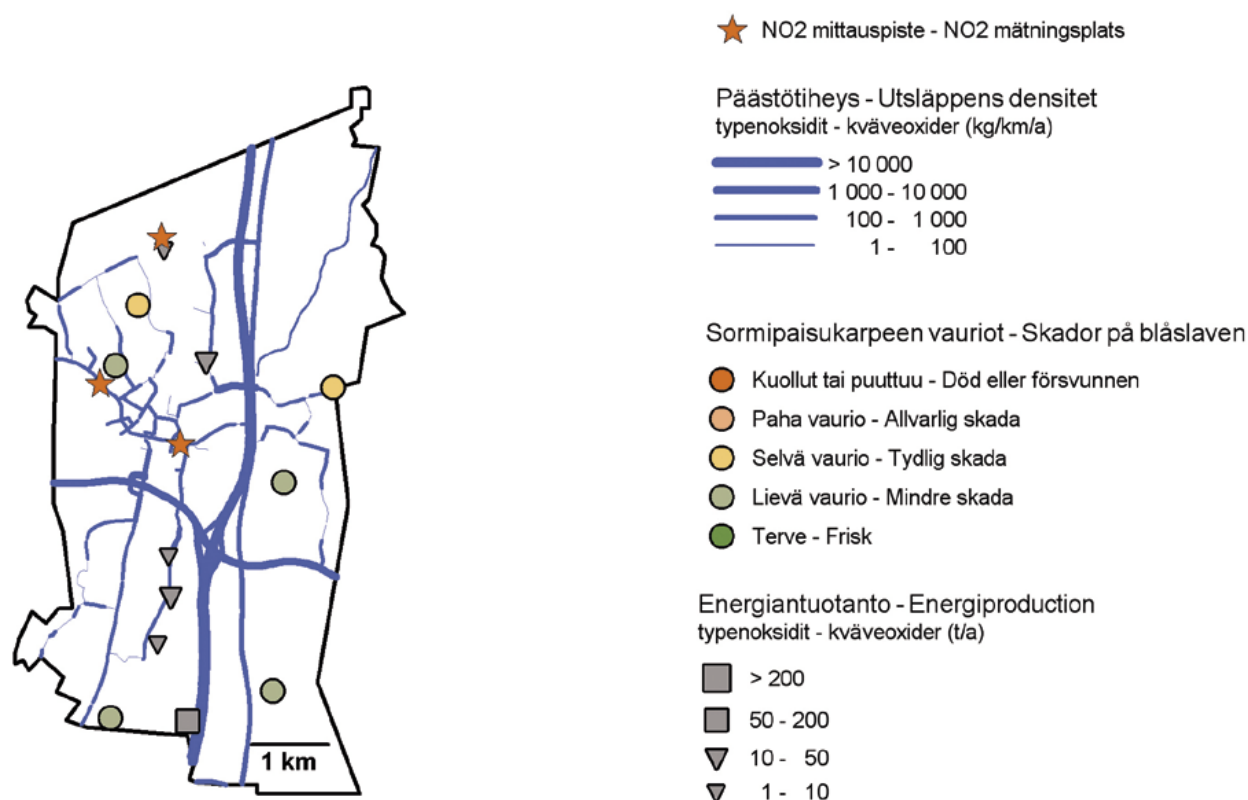 NO2 mittauspiste - NO2 mätningsplats
Päästötiheys - Utsläppens densitet
typenoksidit - kväveoxider (kg/km/a)
> 10 000
1 000 - 10 000
100 - 1 000
1 - 100
Sormipaisukarpeen vauriot - Skador på blåslaven
Kuollut tai puuttuu - Död eller försvunnen
Paha vaurio - Allvarlig skada
Selvä vaurio - Tydlig skada
Lievä vaurio - Mindre skada
Terve - Frisk
Energiantuotanto - Energiproduction
typenoksidit - kväveoxider (t/a)
> 200
50 - 200
10 - 50
1 - 10
1 km